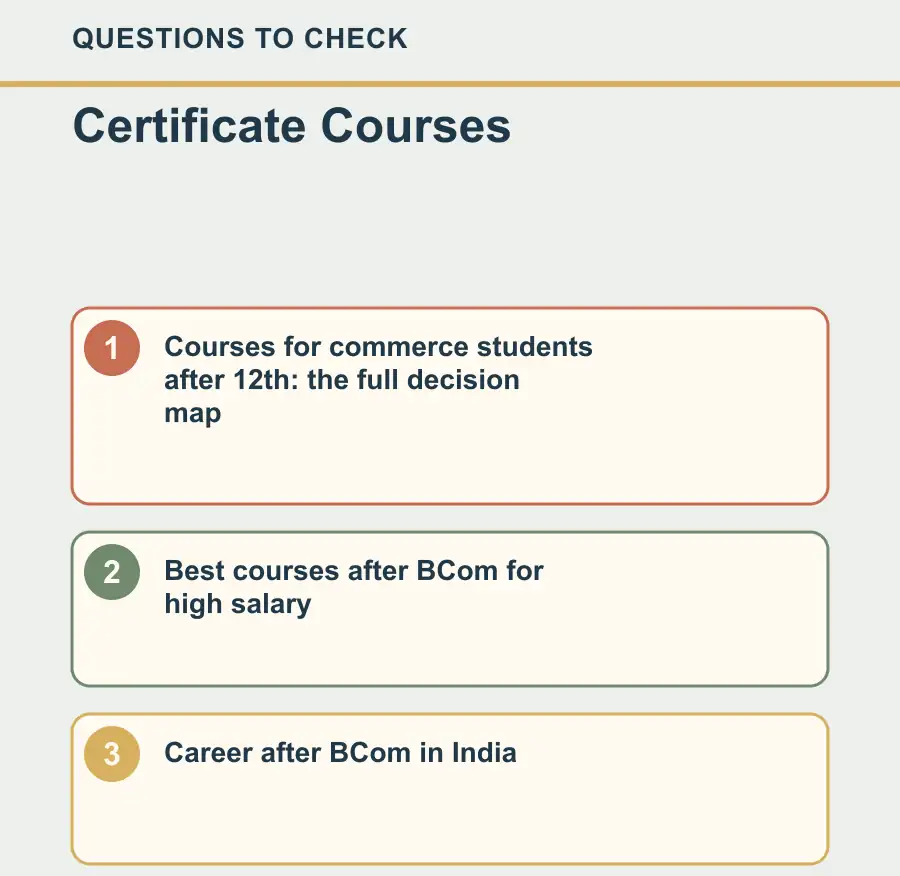 QUESTIONS TO CHECK
Certificate Courses
1
Courses for commerce students
after 12th: the full decision
map
2
Best courses after BCom for
high salary
3
Career after BCom in India